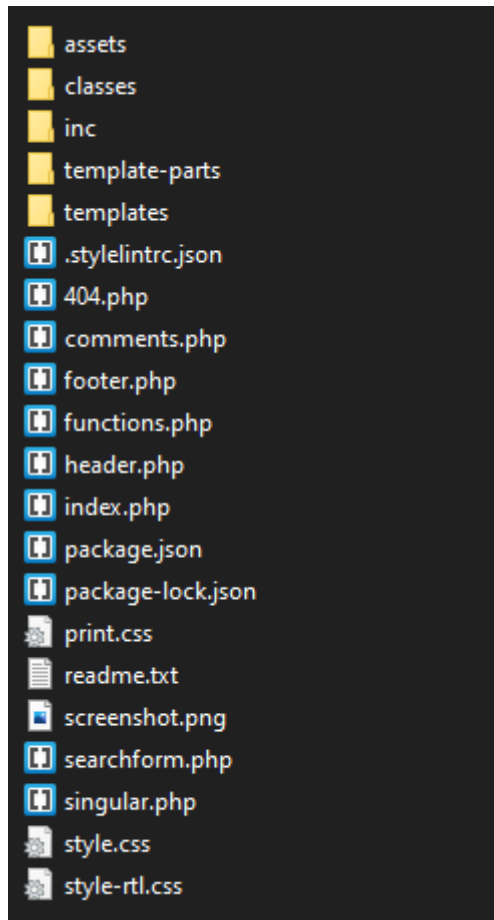 assets
classes
inc
template-parts
templates
.stylelintrc.json
404.php
comments.php
footer.php
functions.php
header.php
index.php
package.json
package-lock.json
print.css
readme.txt
screenshot.png
searchform.php
singular.php
style.css
style-rtl.css